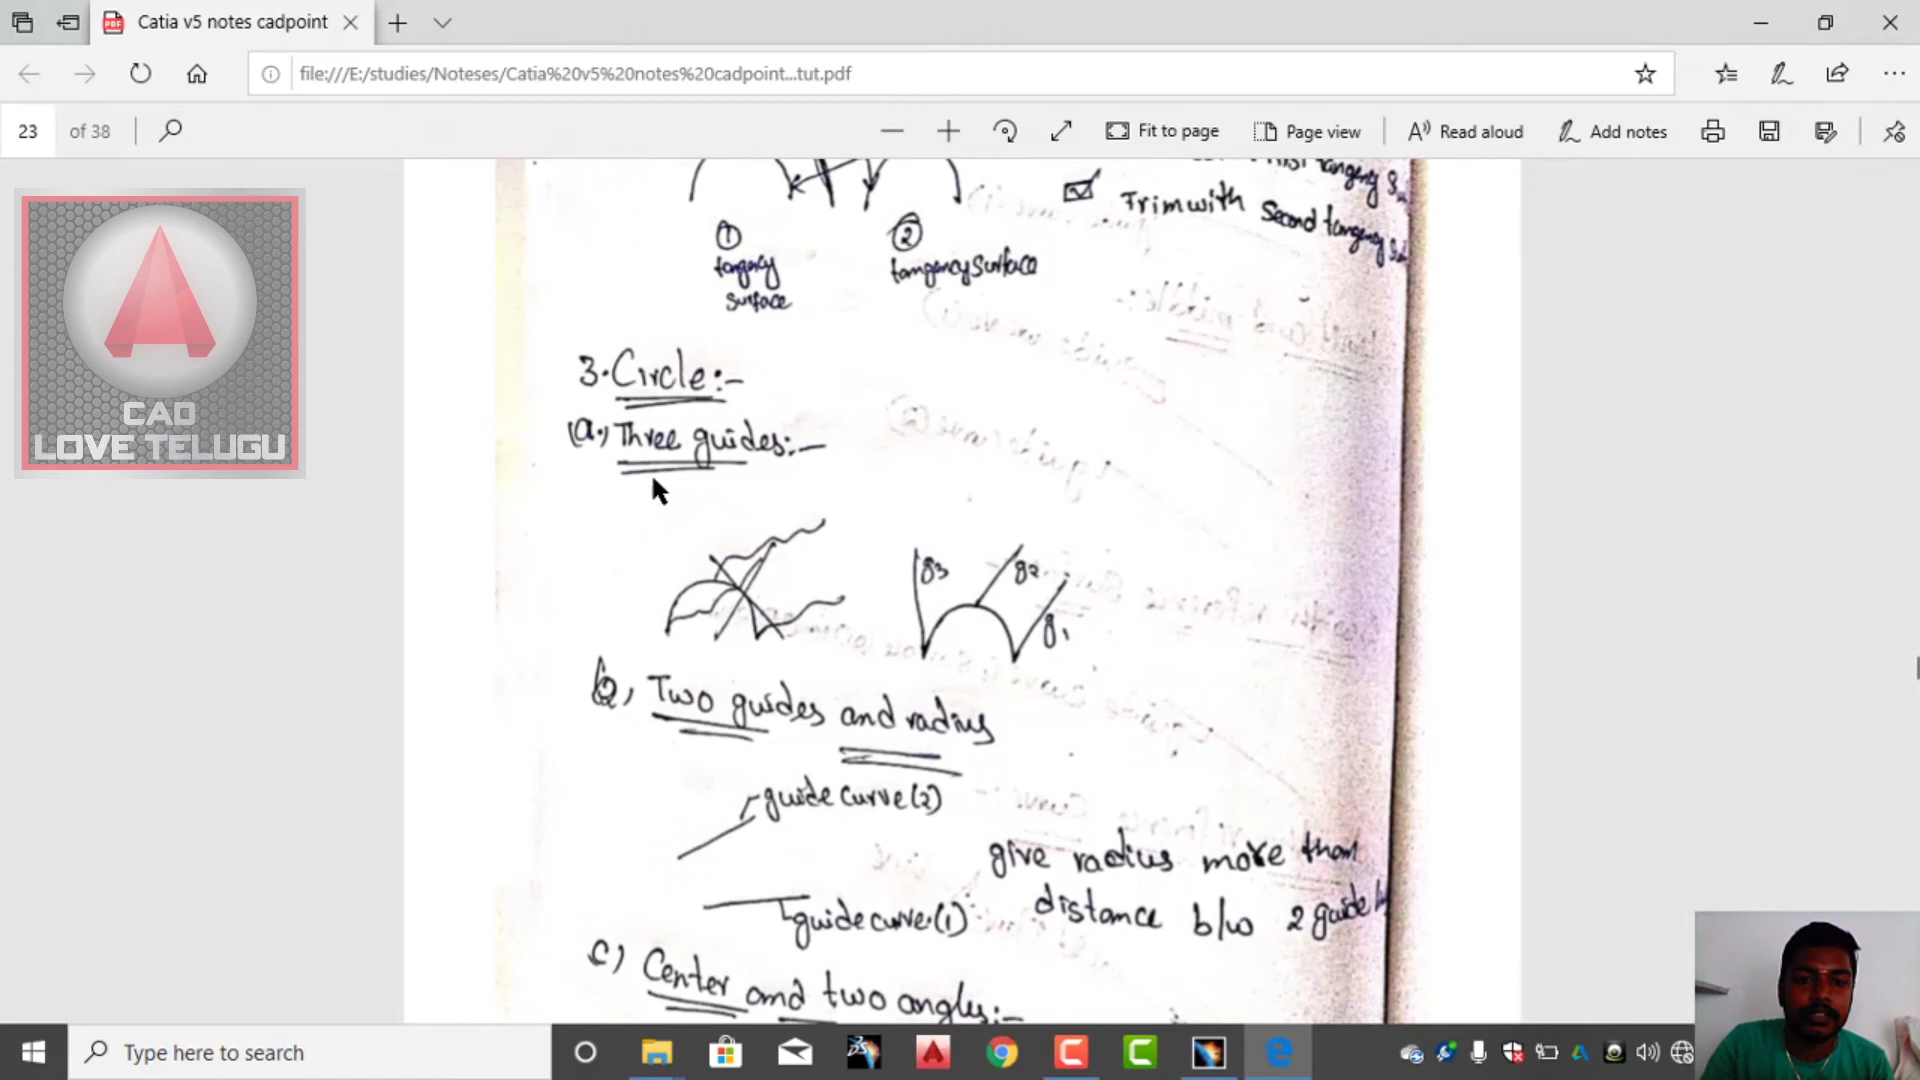 Catia v5 notes cadpoint
file:///E:/studies/Noteses/Catia%20v5%20notes%20cadpoint...tut.pdf
23 of 38
Fit to page
Page view
Read aloud
Add notes
tangency
Trim with Second tangency
1
tangency
surface
2
tangency surface
3. Circle:-
(a.) Three guides:-
g3
g2
g1
b) Two guides and radius
guide curve(2)
guide curve(1)
give radius more than
distance b/w 2 guide
c) Center and two angles:-
CAD
LOVE TELUGU
Type here to search